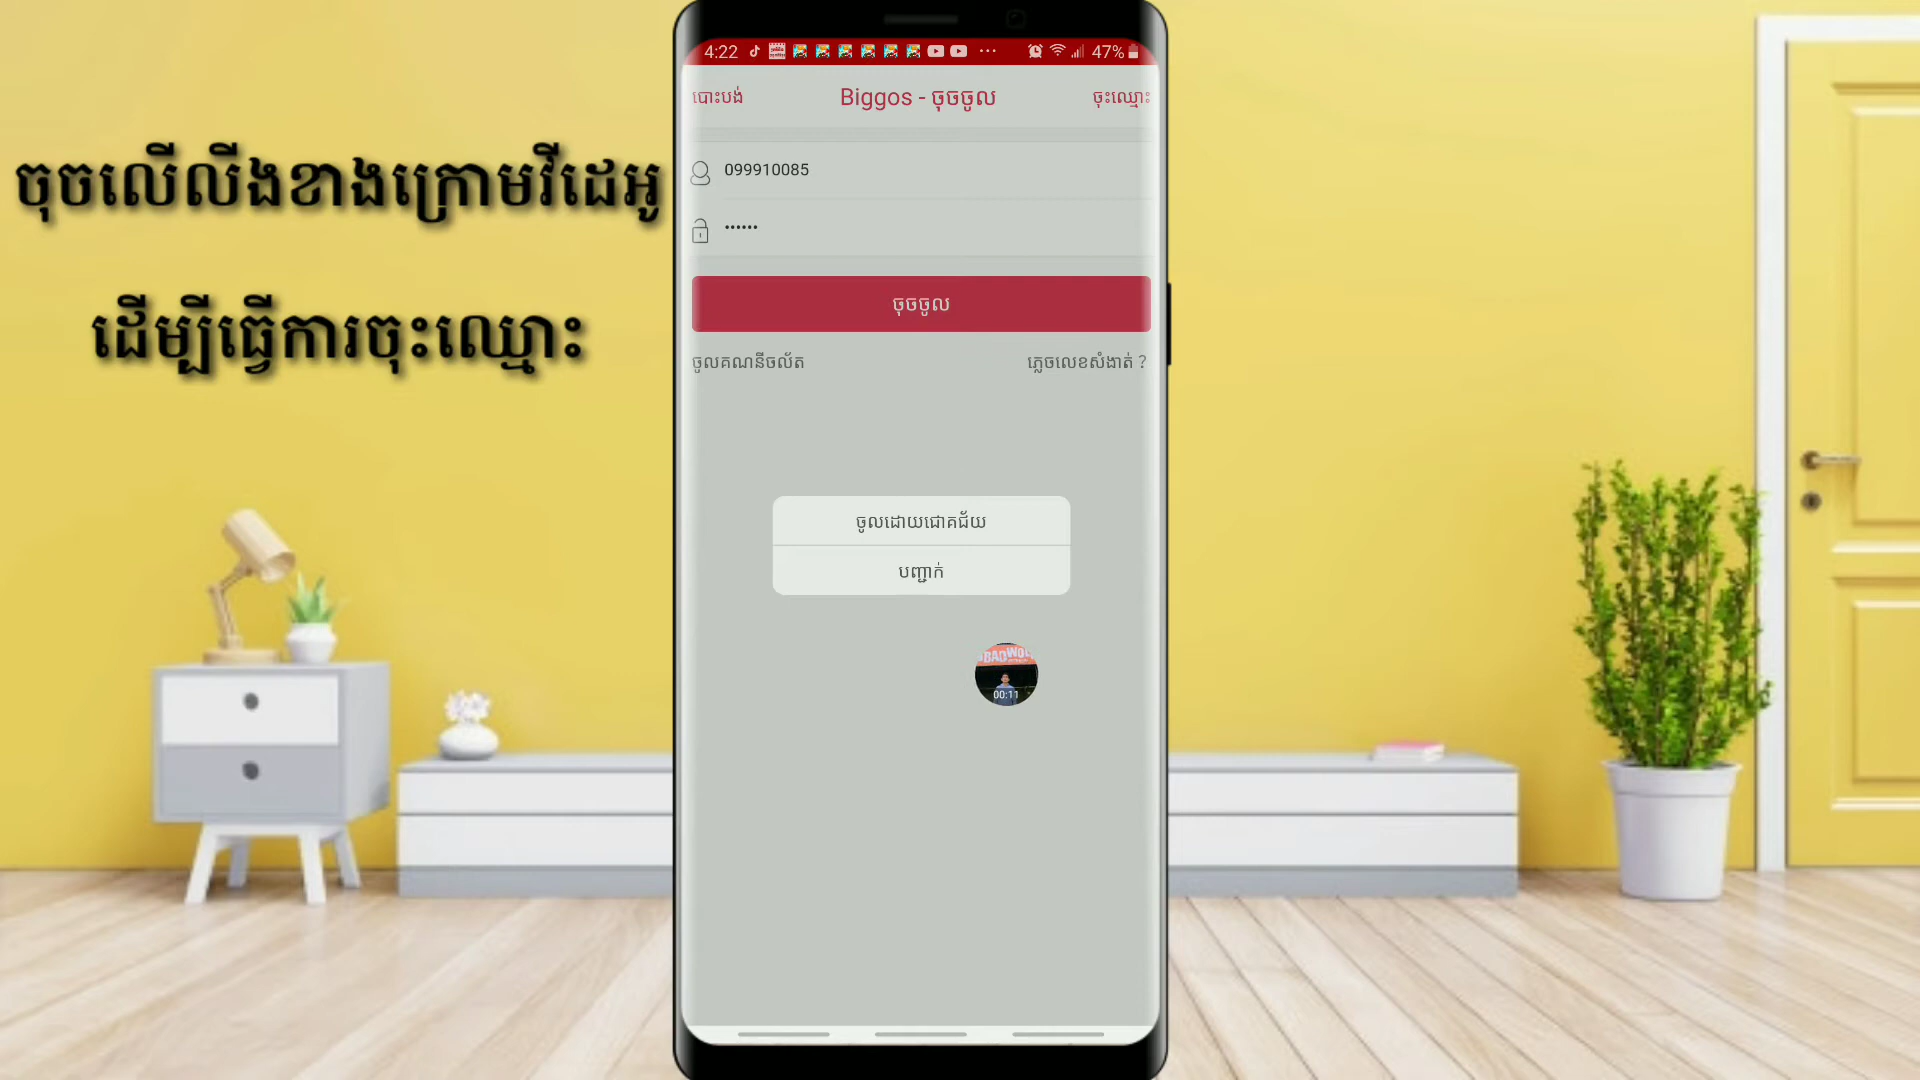 ចុចលើលីងខាងក្រោមវីដេអូ
ដើម្បីធ្វើការចុះឈ្មោះ
4:22
47%
បោះបង់
Biggos - ចុចចូល
ចុះឈ្មោះ
099910085
••••••
ចុចចូល
ចូលគណនីចល័ត
ភ្លេចលេខសំងាត់ ?
ចូលដោយជោគជ័យ
បញ្ជាក់
00:11